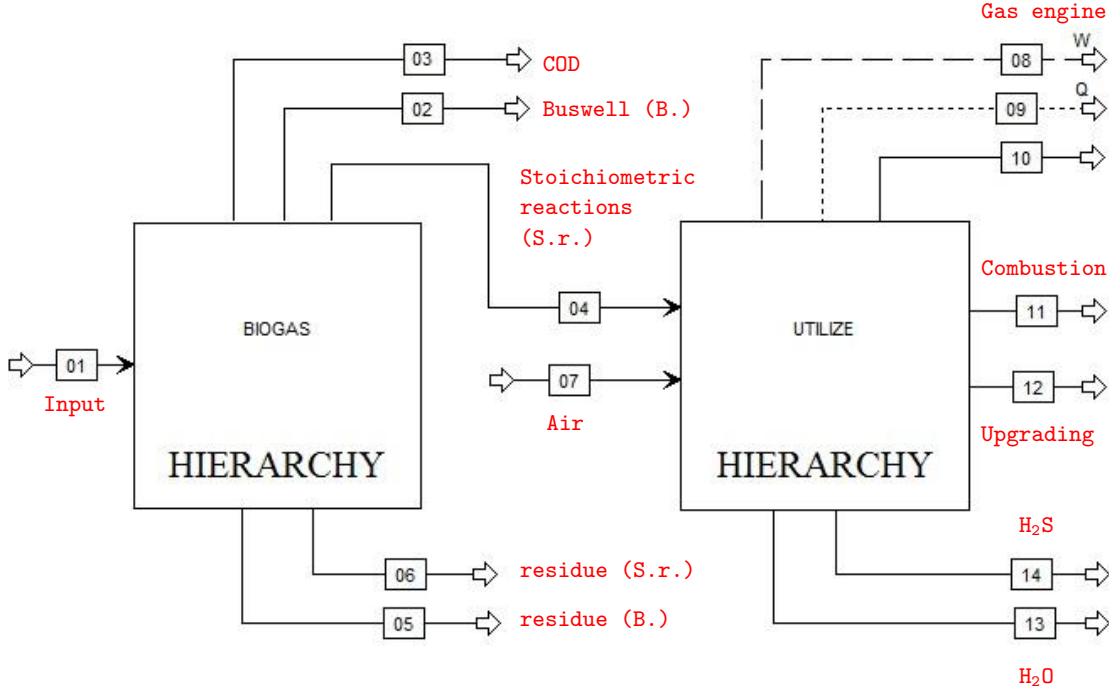 Gas engine
03
COD
08
W
02
Buswell (B.)
09
Q
10
Stoichiometric
reactions
(S.r.)
Combustion
04
11
BIOGAS
UTILIZE
01
07
12
Input
Air
Upgrading
HIERARCHY
HIERARCHY
H₂S
06
residue (S.r.)
14
05
residue (B.)
13
H₂O